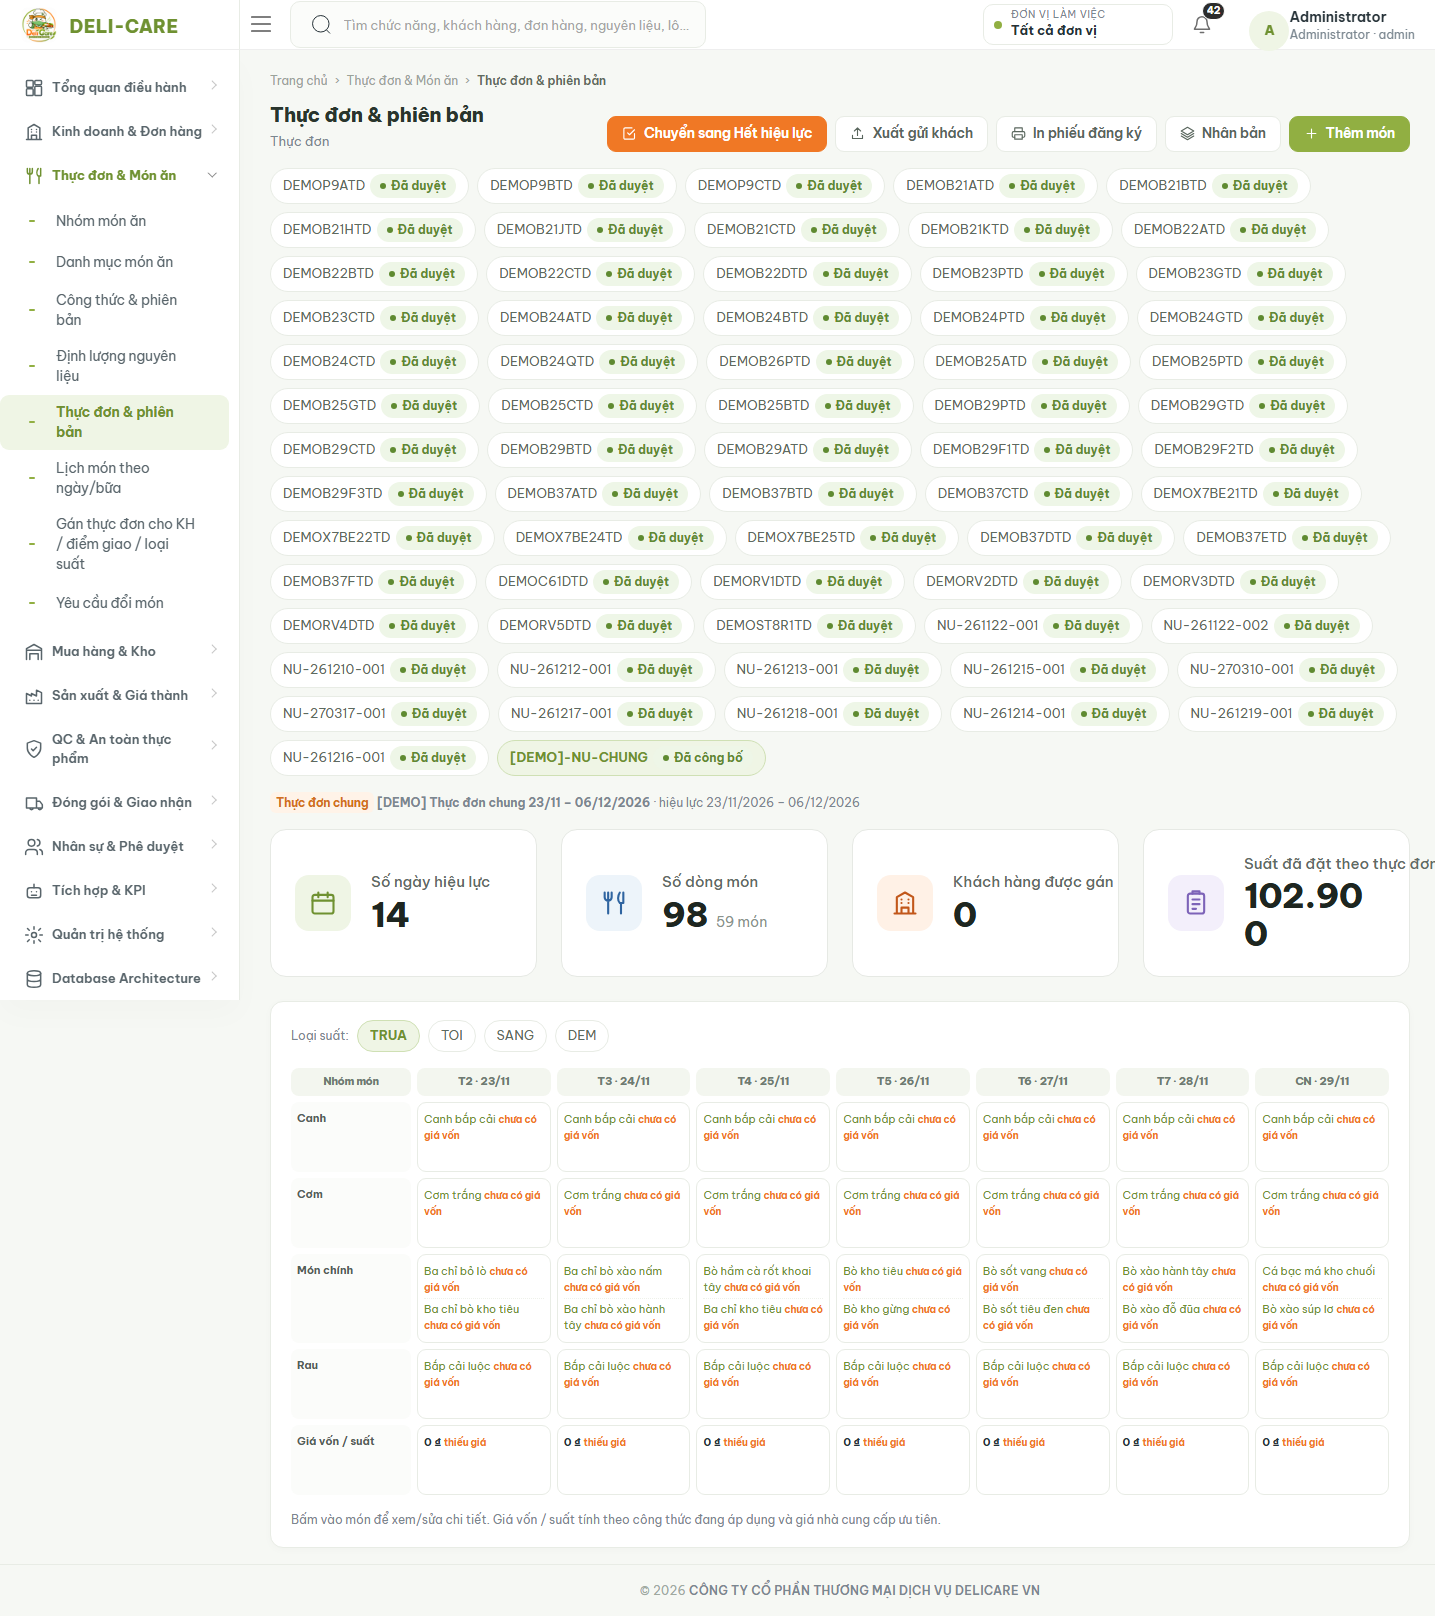 DELI-CARE
Tìm chức năng, khách hàng, đơn hàng, nguyên liệu, lô...
ĐƠN VỊ LÀM VIỆC
Tất cả đơn vị
42
A
Administrator
Administrator · admin
Tổng quan điều hành
Kinh doanh & Đơn hàng
Thực đơn & Món ăn
Nhóm món ăn
Danh mục món ăn
Công thức & phiên bản
Định lượng nguyên liệu
Thực đơn & phiên bản
Lịch món theo ngày/bữa
Gán thực đơn cho KH / điểm giao / loại suất
Yêu cầu đổi món
Mua hàng & Kho
Sản xuất & Giá thành
QC & An toàn thực phẩm
Đóng gói & Giao nhận
Nhân sự & Phê duyệt
Tích hợp & KPI
Quản trị hệ thống
Database Architecture
Trang chủ › Thực đơn & Món ăn › Thực đơn & phiên bản
Thực đơn & phiên bản
Thực đơn
Chuyển sang Hết hiệu lực
Xuất gửi khách
In phiếu đăng ký
Nhân bản
Thêm món
DEMOP9ATD Đã duyệt DEMOP9BTD Đã duyệt DEMOP9CTD Đã duyệt DEMOB21ATD Đã duyệt DEMOB21BTD Đã duyệt
DEMOB21HTD Đã duyệt DEMOB21JTD Đã duyệt DEMOB21CTD Đã duyệt DEMOB21KTD Đã duyệt DEMOB22ATD Đã duyệt
DEMOB22BTD Đã duyệt DEMOB22CTD Đã duyệt DEMOB22DTD Đã duyệt DEMOB23PTD Đã duyệt DEMOB23GTD Đã duyệt
DEMOB23CTD Đã duyệt DEMOB24ATD Đã duyệt DEMOB24BTD Đã duyệt DEMOB24PTD Đã duyệt DEMOB24GTD Đã duyệt
DEMOB24CTD Đã duyệt DEMOB24QTD Đã duyệt DEMOB26PTD Đã duyệt DEMOB25ATD Đã duyệt DEMOB25PTD Đã duyệt
DEMOB25GTD Đã duyệt DEMOB25CTD Đã duyệt DEMOB25BTD Đã duyệt DEMOB29PTD Đã duyệt DEMOB29GTD Đã duyệt
DEMOB29CTD Đã duyệt DEMOB29BTD Đã duyệt DEMOB29ATD Đã duyệt DEMOB29F1TD Đã duyệt DEMOB29F2TD Đã duyệt
DEMOB29F3TD Đã duyệt DEMOB37ATD Đã duyệt DEMOB37BTD Đã duyệt DEMOB37CTD Đã duyệt DEMOX7BE21TD Đã duyệt
DEMOX7BE22TD Đã duyệt DEMOX7BE24TD Đã duyệt DEMOX7BE25TD Đã duyệt DEMOB37DTD Đã duyệt DEMOB37ETD Đã duyệt
DEMOB37FTD Đã duyệt DEMOC61DTD Đã duyệt DEMORV1DTD Đã duyệt DEMORV2DTD Đã duyệt DEMORV3DTD Đã duyệt
DEMORV4DTD Đã duyệt DEMORV5DTD Đã duyệt DEMOST8R1TD Đã duyệt NU-261122-001 Đã duyệt NU-261122-002 Đã duyệt
NU-261210-001 Đã duyệt NU-261212-001 Đã duyệt NU-261213-001 Đã duyệt NU-261215-001 Đã duyệt NU-270310-001 Đã duyệt
NU-270317-001 Đã duyệt NU-261217-001 Đã duyệt NU-261218-001 Đã duyệt NU-261214-001 Đã duyệt NU-261219-001 Đã duyệt
NU-261216-001 Đã duyệt [DEMO]-NU-CHUNG Đã công bố
Thực đơn chung [DEMO] Thực đơn chung 23/11 – 06/12/2026 · hiệu lực 23/11/2026 – 06/12/2026
Số ngày hiệu lực
14
Số dòng món
98 59 món
Khách hàng được gán
0
Suất đã đặt theo thực đơn
102.900
Loại suất: TRUA TOI SANG DEM
Nhóm món T2 · 23/11 T3 · 24/11 T4 · 25/11 T5 · 26/11 T6 · 27/11 T7 · 28/11 CN · 29/11
Canh
Canh bắp cải chưa có giá vốn
Canh bắp cải chưa có giá vốn
Canh bắp cải chưa có giá vốn
Canh bắp cải chưa có giá vốn
Canh bắp cải chưa có giá vốn
Canh bắp cải chưa có giá vốn
Canh bắp cải chưa có giá vốn
Cơm
Cơm trắng chưa có giá vốn
Cơm trắng chưa có giá vốn
Cơm trắng chưa có giá vốn
Cơm trắng chưa có giá vốn
Cơm trắng chưa có giá vốn
Cơm trắng chưa có giá vốn
Cơm trắng chưa có giá vốn
Món chính
Ba chỉ bò lò chưa có giá vốn
Ba chỉ bò kho tiêu chưa có giá vốn
Ba chỉ bò xào nấm chưa có giá vốn
Ba chỉ bò xào hành tây chưa có giá vốn
Bò hầm cà rốt khoai tây chưa có giá vốn
Ba chỉ kho tiêu chưa có giá vốn
Bò kho tiêu chưa có giá vốn
Bò kho gừng chưa có giá vốn
Bò sốt vang chưa có giá vốn
Bò sốt tiêu đen chưa có giá vốn
Bò xào hành tây chưa có giá vốn
Bò xào đỗ đũa chưa có giá vốn
Cá bạc má kho chuối chưa có giá vốn
Bò xào súp lơ chưa có giá vốn
Rau
Bắp cải luộc chưa có giá vốn
Bắp cải luộc chưa có giá vốn
Bắp cải luộc chưa có giá vốn
Bắp cải luộc chưa có giá vốn
Bắp cải luộc chưa có giá vốn
Bắp cải luộc chưa có giá vốn
Bắp cải luộc chưa có giá vốn
Giá vốn / suất
0 ₫ thiếu giá
0 ₫ thiếu giá
0 ₫ thiếu giá
0 ₫ thiếu giá
0 ₫ thiếu giá
0 ₫ thiếu giá
0 ₫ thiếu giá
Bấm vào món để xem/sửa chi tiết. Giá vốn / suất tính theo công thức đang áp dụng và giá nhà cung cấp ưu tiên.
© 2026 CÔNG TY CỔ PHẦN THƯƠNG MẠI DỊCH VỤ DELICARE VN